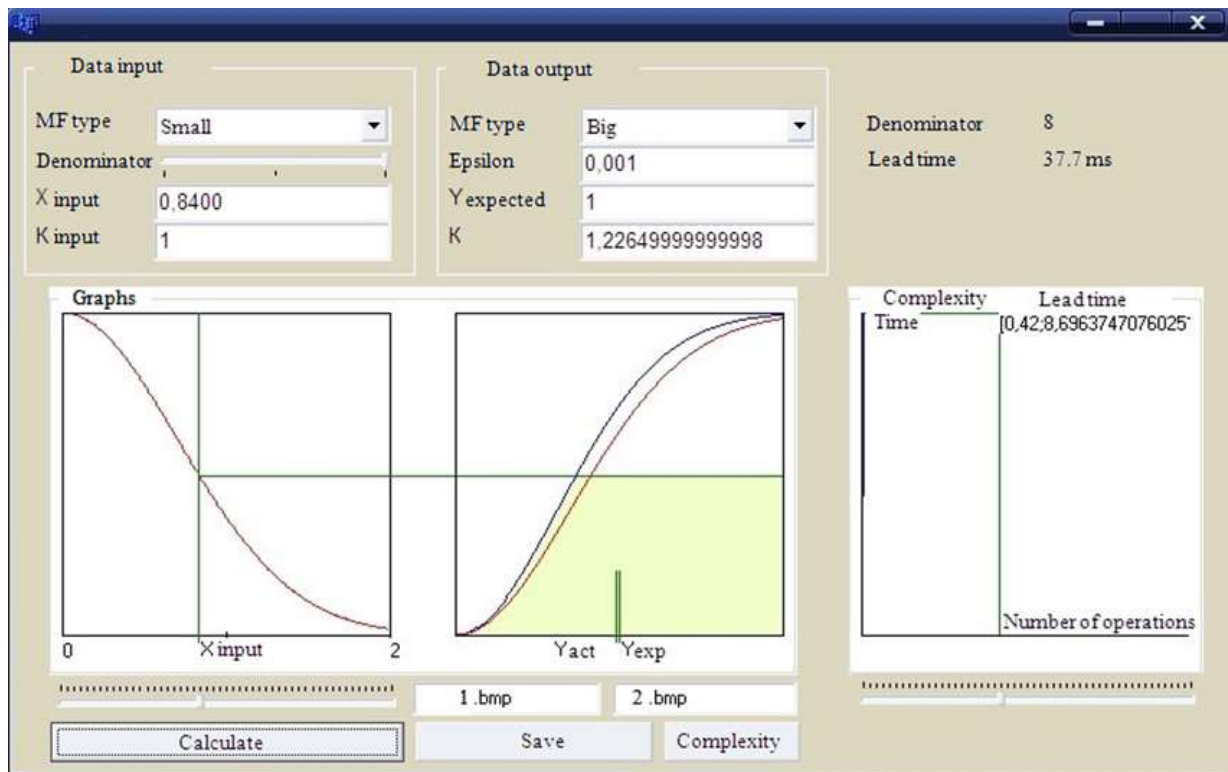 Data input
MF type Small
Denominator
X input 0,8400
K input 1
Data output
MF type Big
Epsilon 0,001
Y expected 1
K 1,22649999999998
Denominator 8
Lead time 37.7 ms
Graphs
0 X input 2
Y act Y exp
Complexity Lead time
Time [0,42;8,6963747076025
Number of operations
1 .bmp 2 .bmp
Calculate Save Complexity